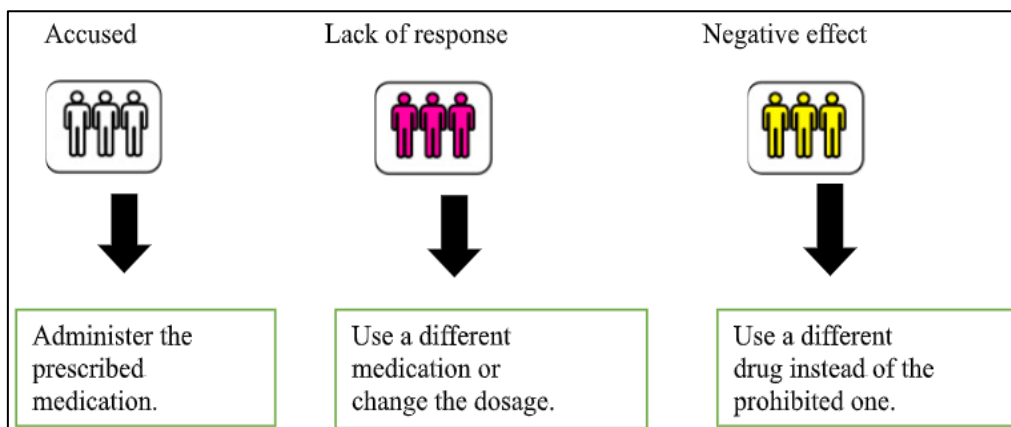 Accused
Lack of response
Negative effect
Administer the
prescribed
medication.
Use a different
medication or
change the dosage.
Use a different
drug instead of the
prohibited one.